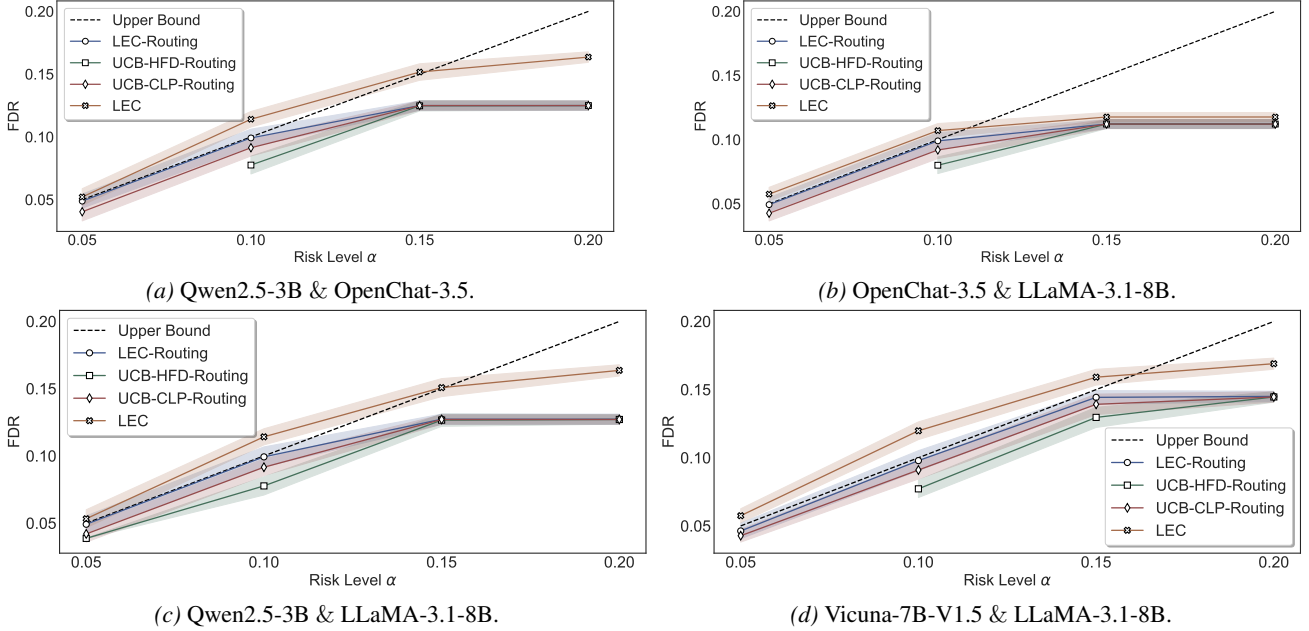 Upper Bound
LEC-Routing
UCB-HFD-Routing
UCB-CLP-Routing
LEC
0.15
0.10
0.05
FDR
0.05
0.10
0.15
0.20
Risk Level α
(a) Qwen2.5-3B & OpenChat-3.5.
0.20
Upper Bound
LEC-Routing
UCB-HFD-Routing
UCB-CLP-Routing
LEC
0.15
0.10
0.05
FDR
0.05
0.10
0.15
0.20
Risk Level α
(b) OpenChat-3.5 & LLaMA-3.1-8B.
0.20
Upper Bound
LEC-Routing
UCB-HFD-Routing
UCB-CLP-Routing
LEC
0.20
0.15
0.10
0.05
FDR
0.05
0.10
0.15
0.20
Risk Level α
(c) Qwen2.5-3B & LLaMA-3.1-8B.
0.20
0.15
0.10
0.05
FDR
Upper Bound
LEC-Routing
UCB-HFD-Routing
UCB-CLP-Routing
LEC
0.05
0.10
0.15
0.20
Risk Level α
(d) Vicuna-7B-V1.5 & LLaMA-3.1-8B.